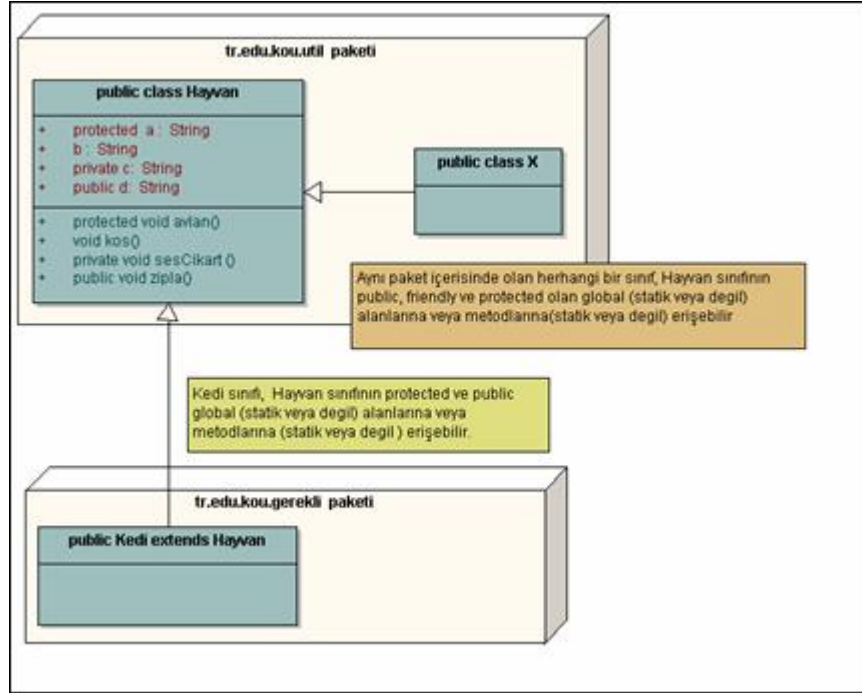 tr.edu.kou.util paketi
public class Hayvan
+ protected a : String
+ b : String
+ private c: String
+ public d: String
+ protected void avlan()
+ void kos()
+ private void sesCikart ()
+ public void zipla()
public class X
Aynı paket içerisinde olan herhangi bir sınıf, Hayvan sınıfının
public, friendly ve protected olan global (statik veya degil)
alanlarına veya metodlarına(statik veya degil) erişebilir
Kedi sınıfı, Hayvan sınıfının protected ve public
global (statik veya degil) alanlarına veya
metodlarına (statik veya degil ) erişebilir.
tr.edu.kou.gerekli paketi
public Kedi extends Hayvan